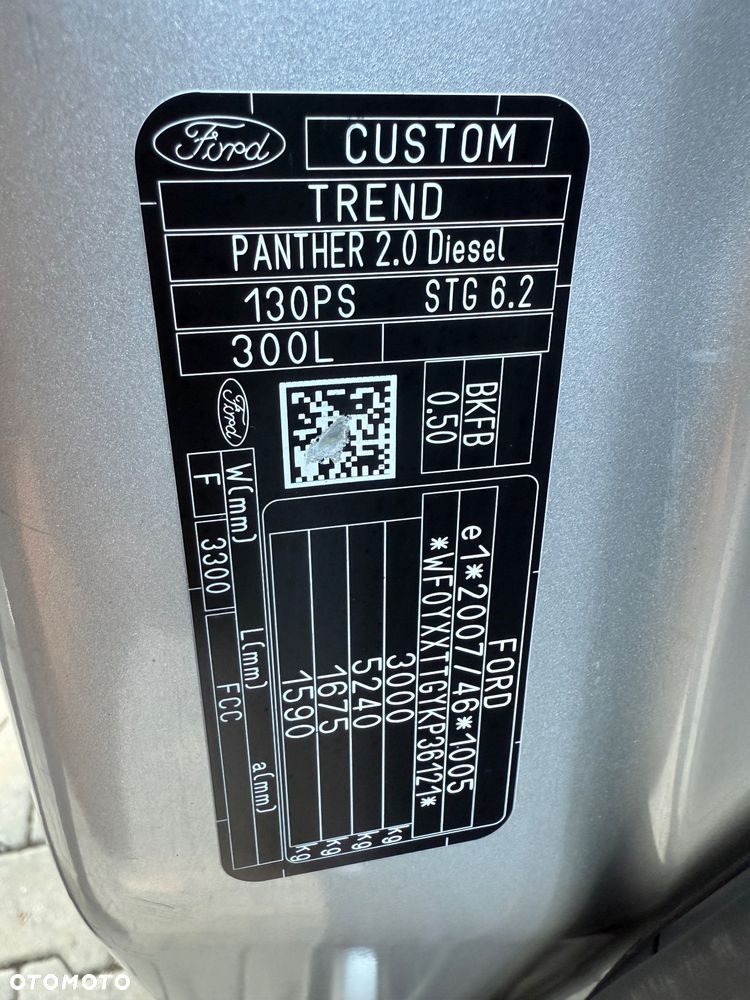 Ford CUSTOM
TREND
PANTHER 2.0 Diesel
130PS STG 6.2
300L
Ford
BKFB
0.50
FORD
e1*2007/46*1005
*WF0YXXTTGYKP36121*
3000 kg
5240 kg
1675 kg
1590 kg
W(mm) L(mm) a(mm)
F 3300 FCC
OTOMOTO